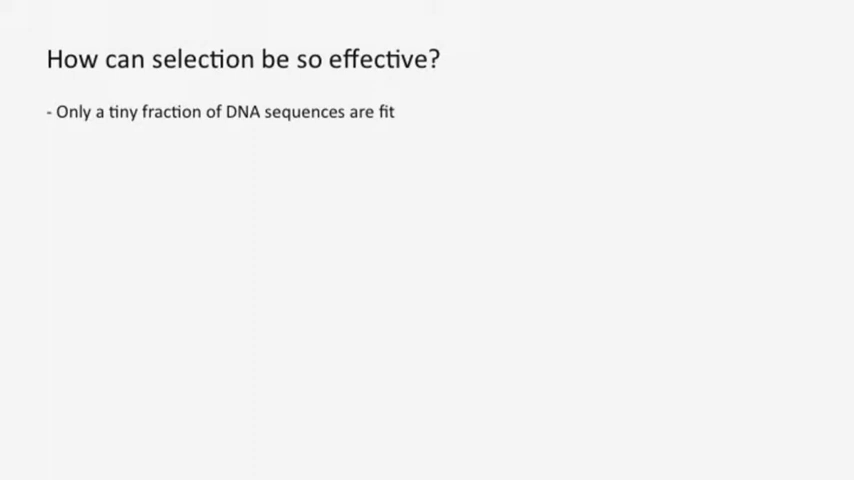 How can selection be so effective?
- Only a tiny fraction of DNA sequences are fit